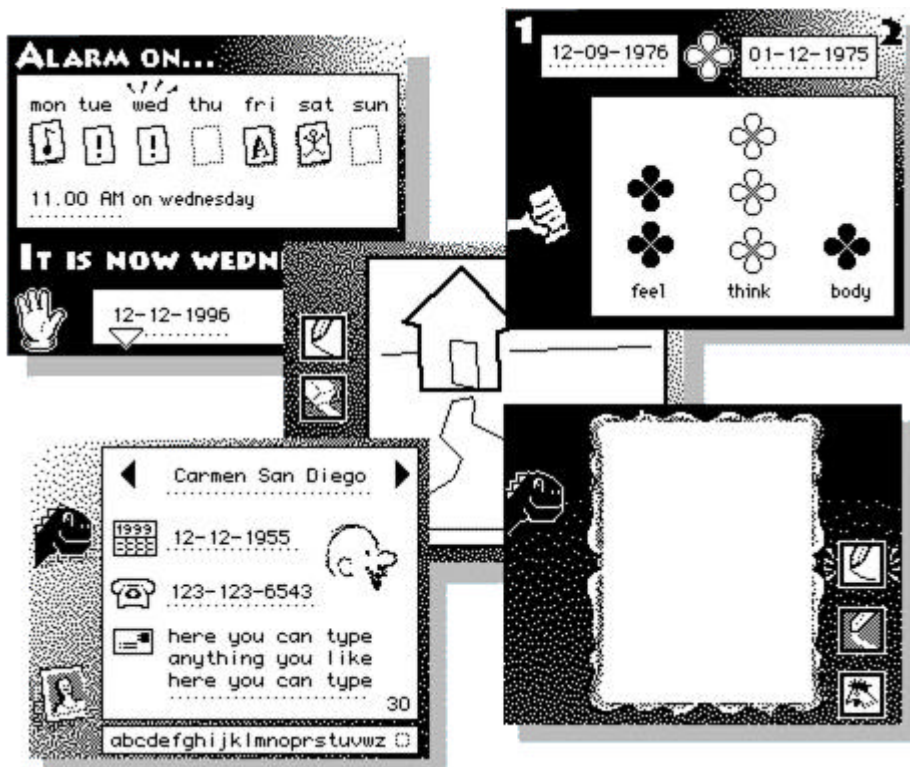 ALARM ON...
mon tue wed thu fri sat sun
A
11.00 AM on wednesday
IT IS NOW WEDN
12-12-1996
1
2
12-09-1976
01-12-1975
feel think body
Carmen San Diego
1999
12-12-1955
123-123-6543
here you can type
anything you like
here you can type
30
abcdefghijklmnoprstuvwz